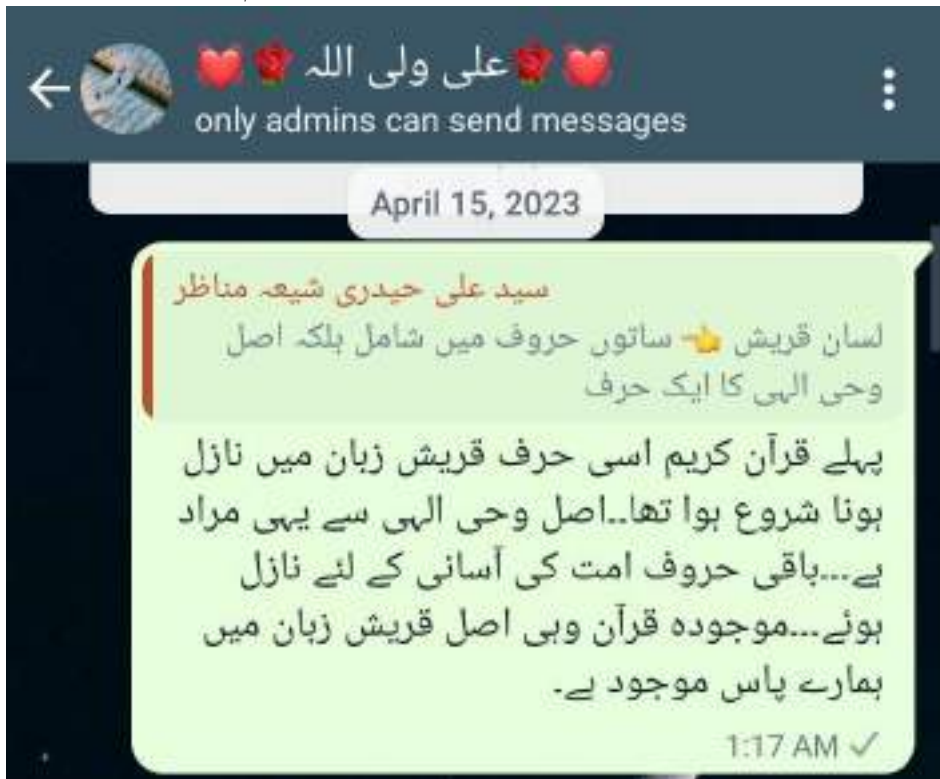 💓🌹علی ولی اللہ🌹💓
only admins can send messages
April 15, 2023
سید علی حیدری شیعہ مناظر
لسان قریش 👈 ساتوں حروف میں شامل بلکہ اصل
وحی الہی کا ایک حرف
پہلے قرآن کریم اسی حرف قریش زبان میں نازل
ہونا شروع ہوا تھا..اصل وحی الہی سے یہی مراد
ہے...باقی حروف امت کی آسانی کے لئے نازل
ہوئے...موجودہ قرآن وہی اصل قریش زبان میں
ہمارے پاس موجود ہے۔
1:17 AM